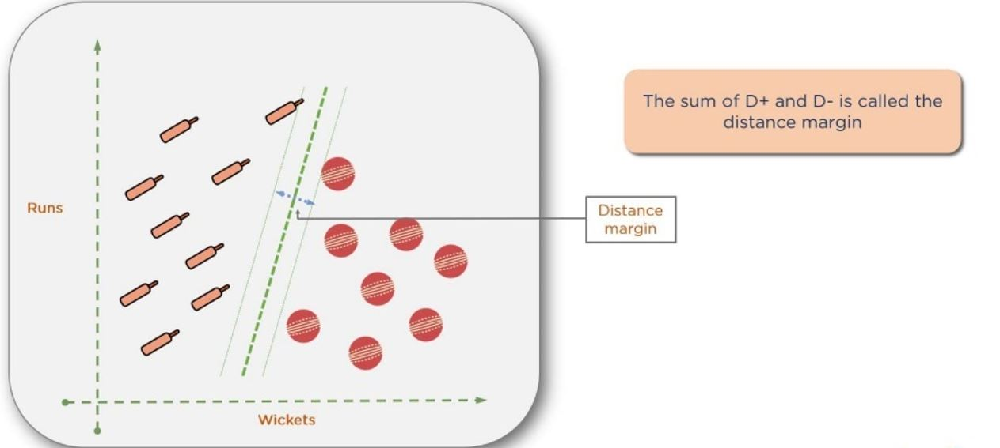 The sum of D+ and D- is called the
distance margin
Runs
Distance
margin
Wickets